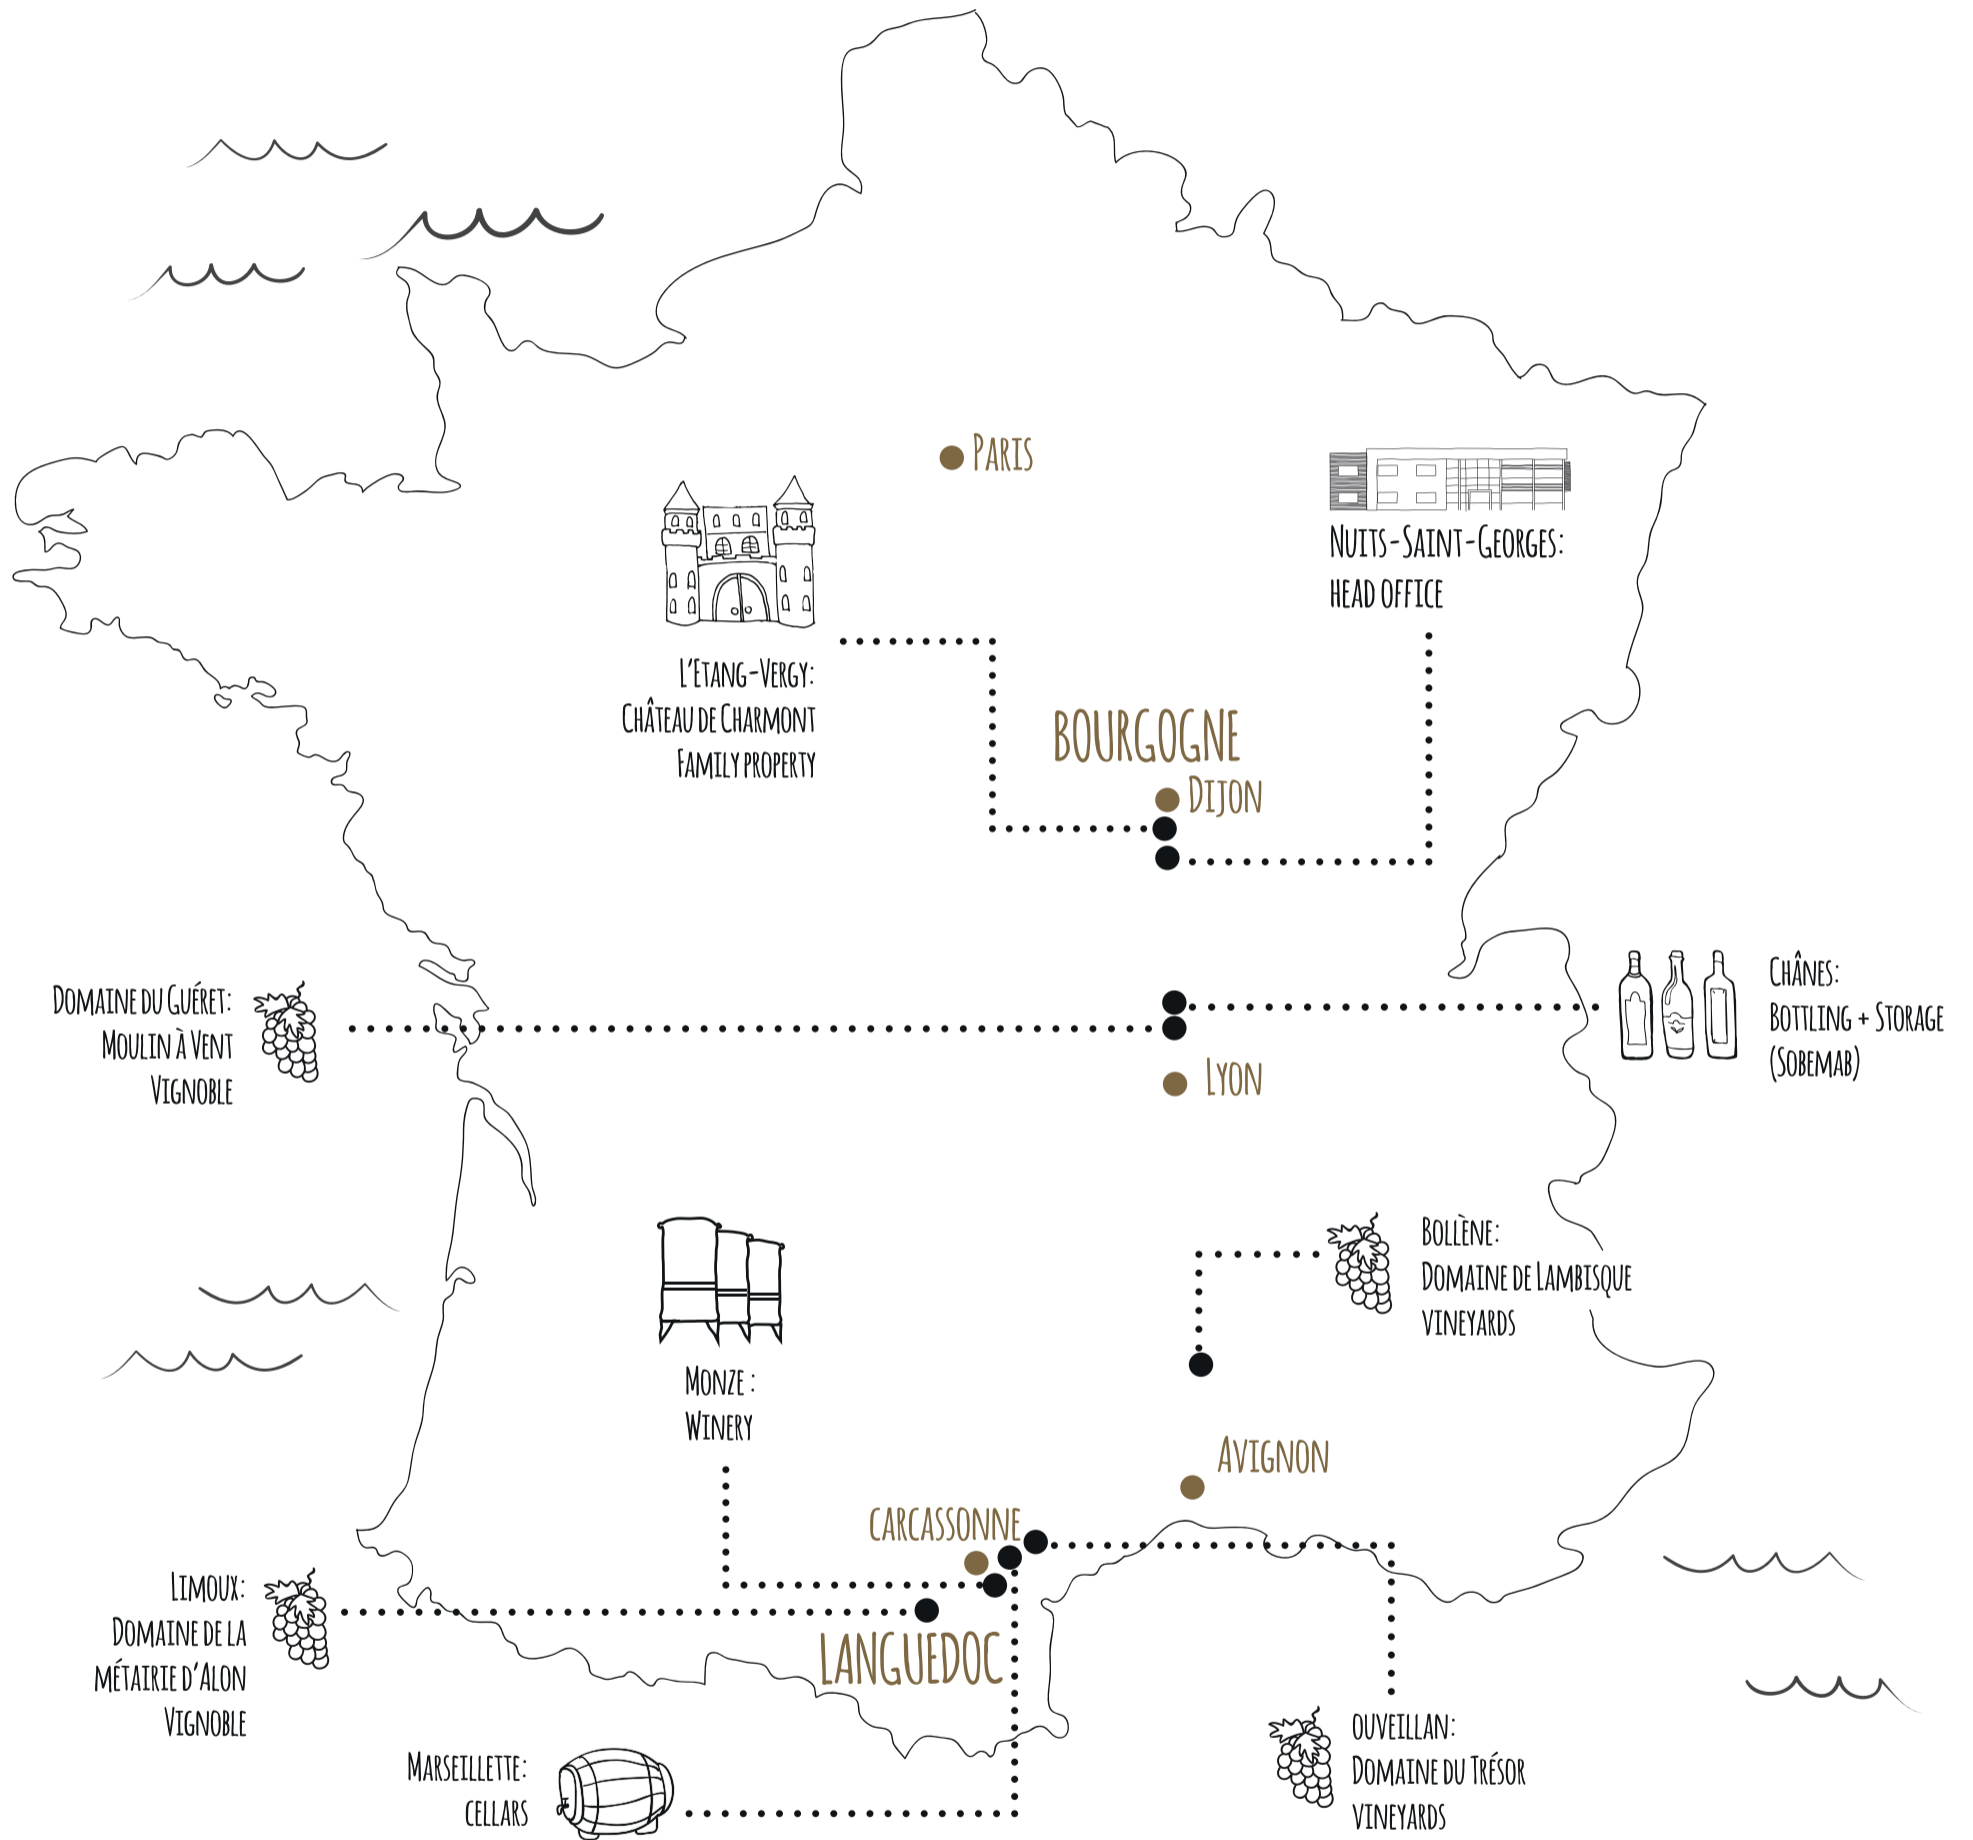 Paris
Nuits-Saint-Georges:
head office
L'Etang-Vergy:
Château de Charmont
Family property
BOURGOGNE
Dijon
Domaine du Guéret:
Moulin à Vent
Vignoble
Chânes:
Bottling + Storage
(Sobemab)
Lyon
Bollène:
Domaine de Lambisque
vineyards
Monze :
Winery
Avignon
carcassonne
Limoux:
Domaine de la
métairie d'Alon
Vignoble
LANGUEDOC
ouveillan:
Domaine du Trésor
vineyards
Marseillette:
cellars